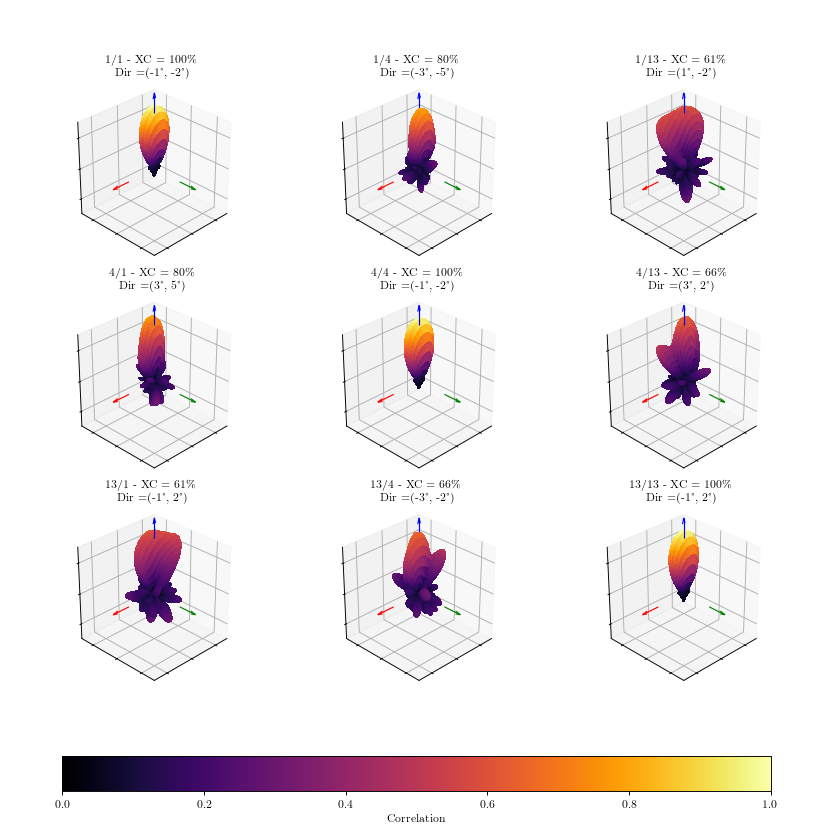 1/1 - XC = 100%
Dir =(-1°, -2°)
1/4 - XC = 80%
Dir =(-3°, -5°)
1/13 - XC = 61%
Dir =(1°, -2°)
4/1 - XC = 80%
Dir =(3°, 5°)
4/4 - XC = 100%
Dir =(-1°, -2°)
4/13 - XC = 66%
Dir =(3°, 2°)
13/1 - XC = 61%
Dir =(-1°, 2°)
13/4 - XC = 66%
Dir =(-3°, -2°)
13/13 - XC = 100%
Dir =(-1°, 2°)
0.0 0.2 0.4 0.6 0.8 1.0
Correlation